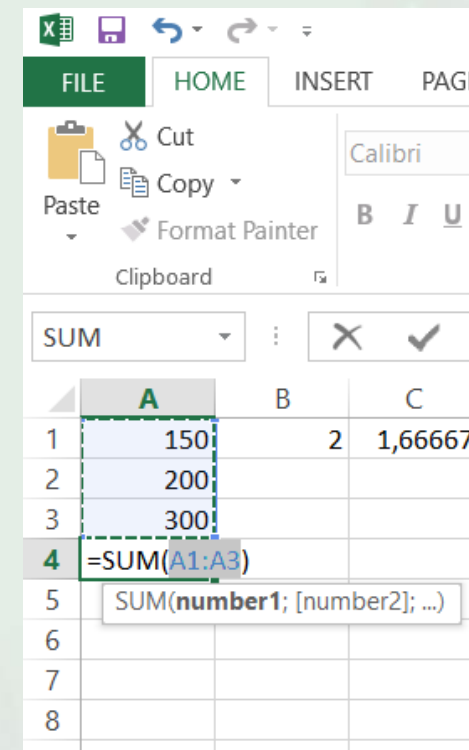 FILE HOME INSERT
Cut
Calibri
Copy
Paste
B I U
Format Painter
Clipboard
SUM
A B C
1 150 2 1,66667
2 200
3 300
4 =SUM(A1:A3)
5 SUM(number1; [number2]; ...)
6
7
8